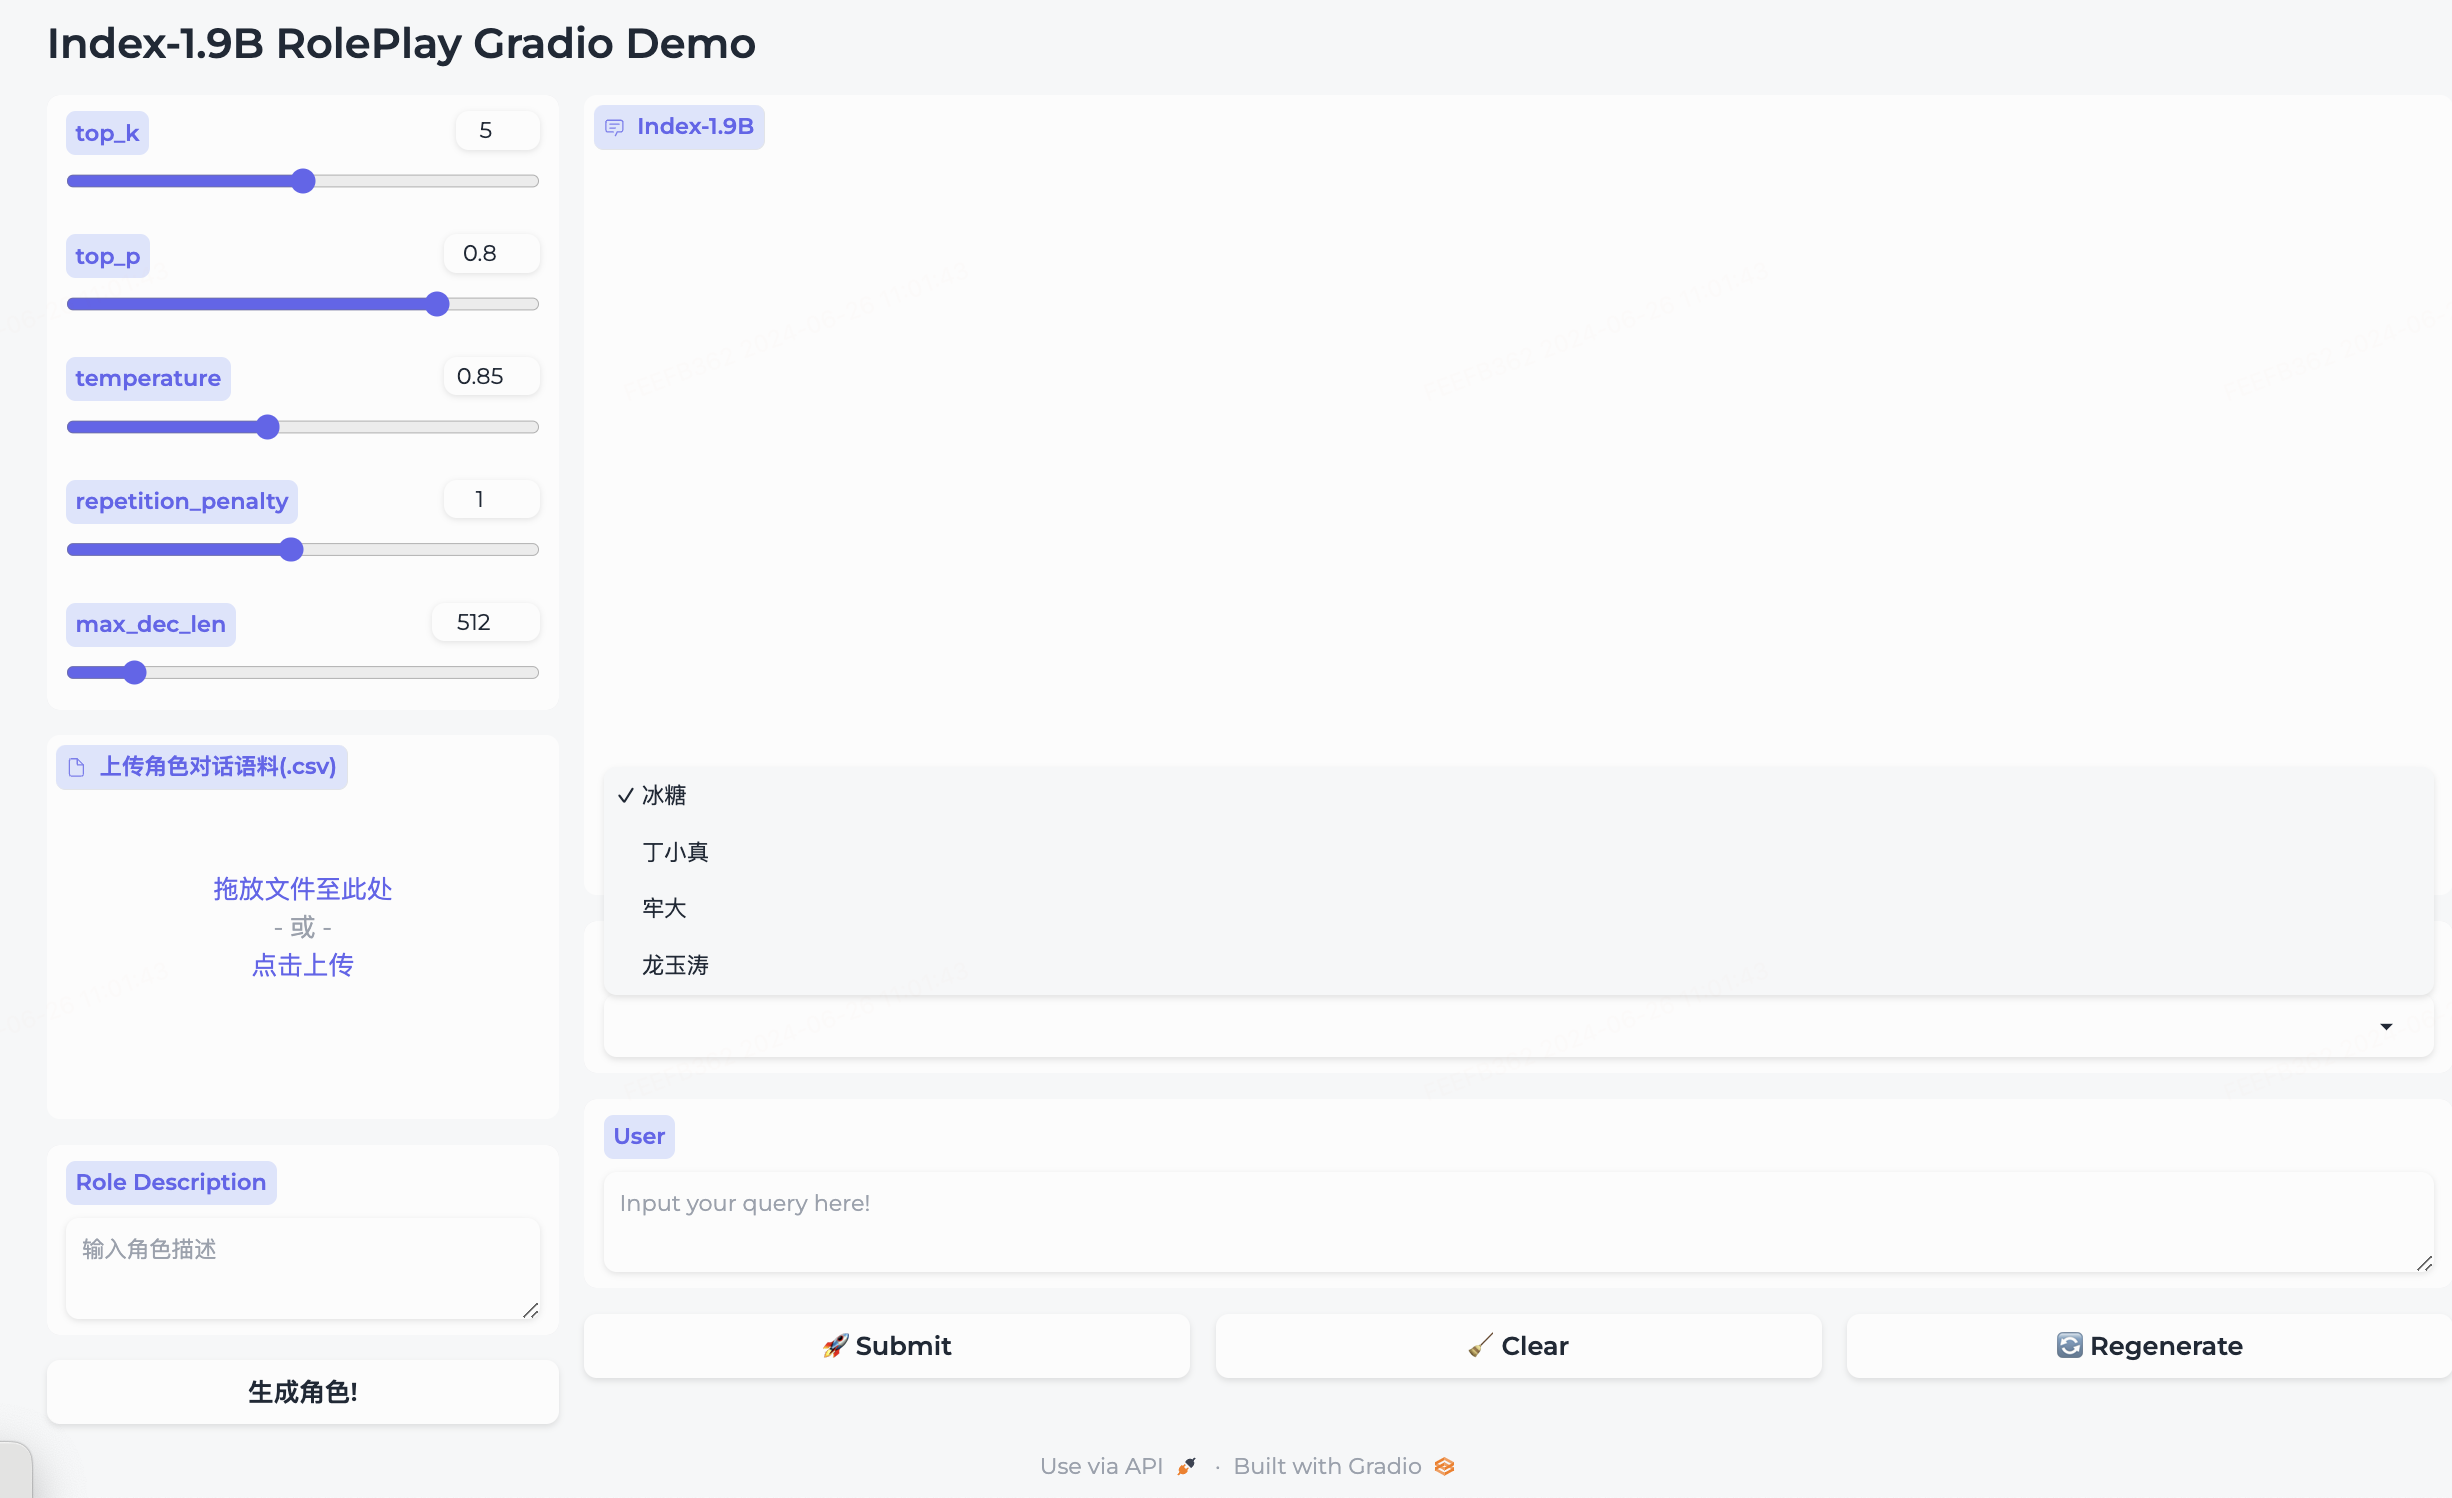 Index-1.9B RolePlay Gradio Demo
top_k
5
top_p
0.8
temperature
0.85
repetition_penalty
1
max_dec_len
512
上传角色对话语料(.csv)
拖放文件至此处
- 或 -
点击上传
Role Description
输入角色描述
生成角色!
Index-1.9B
✓ 冰糖
丁小真
牢大
龙玉涛
User
Input your query here!
🚀 Submit
🧹 Clear
🔄 Regenerate
Use via API · Built with Gradio